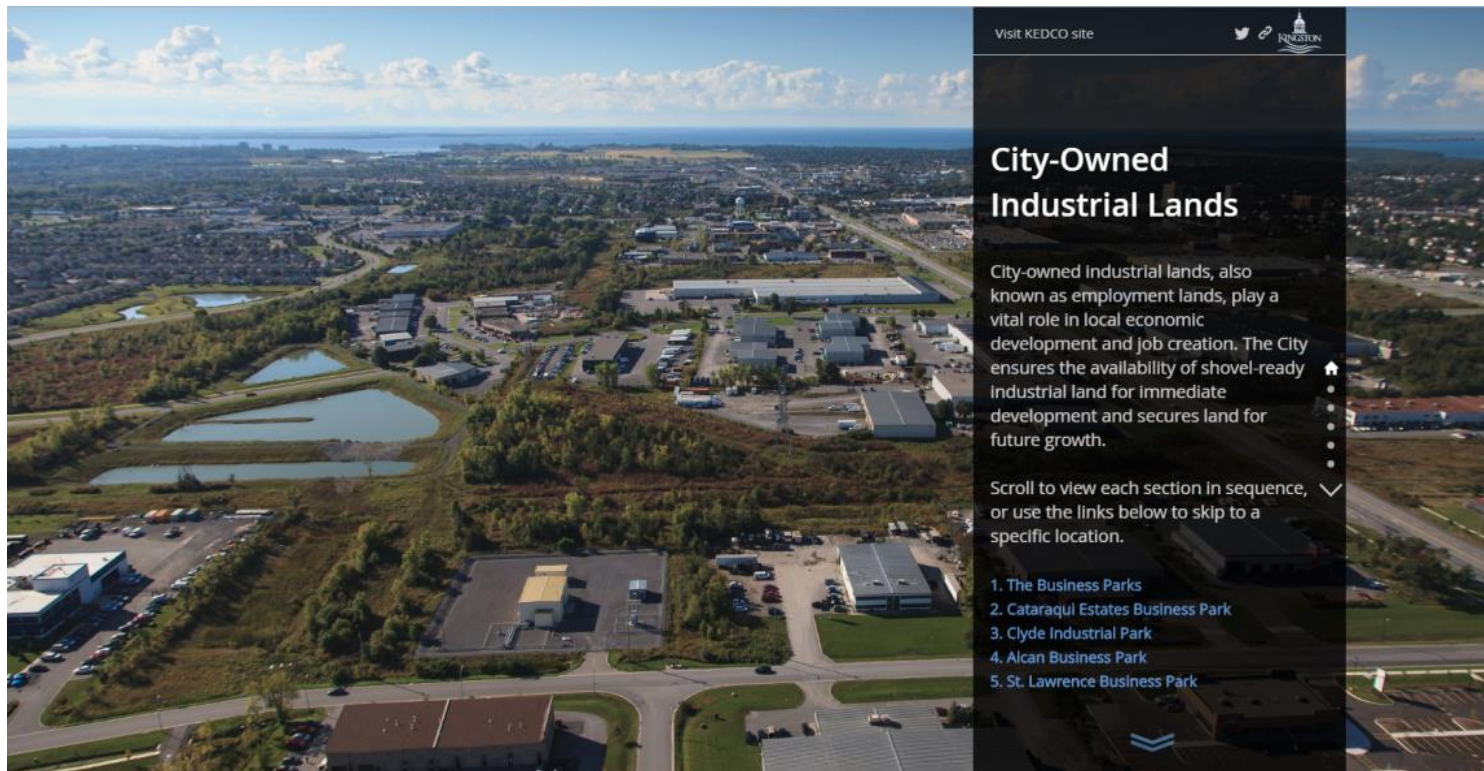 Visit KEDCO site
KINGSTON
City-Owned
Industrial Lands
City-owned industrial lands, also
known as employment lands, play a
vital role in local economic
development and job creation. The City
ensures the availability of shovel-ready
industrial land for immediate
development and secures land for
future growth.
Scroll to view each section in sequence,
or use the links below to skip to a
specific location.
1. The Business Parks
2. Cataraqui Estates Business Park
3. Clyde Industrial Park
4. Alcan Business Park
5. St. Lawrence Business Park